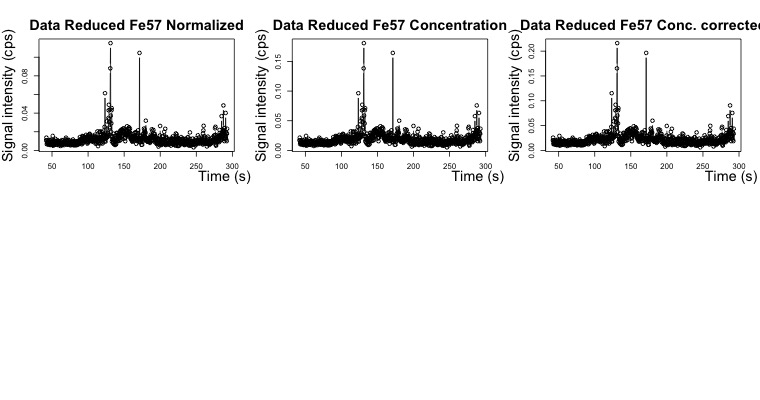 Data Reduced Fe57 Normalized
Signal intensity (cps)
0.00 0.04 0.08
50 100 150 200 250 300
Time (s)
Data Reduced Fe57 Concentration
Signal intensity (cps)
0.00 0.05 0.10 0.15
50 100 150 200 250 300
Time (s)
Data Reduced Fe57 Conc. corrected
Signal intensity (cps)
0.00 0.05 0.10 0.15 0.20
50 100 150 200 250 300
Time (s)